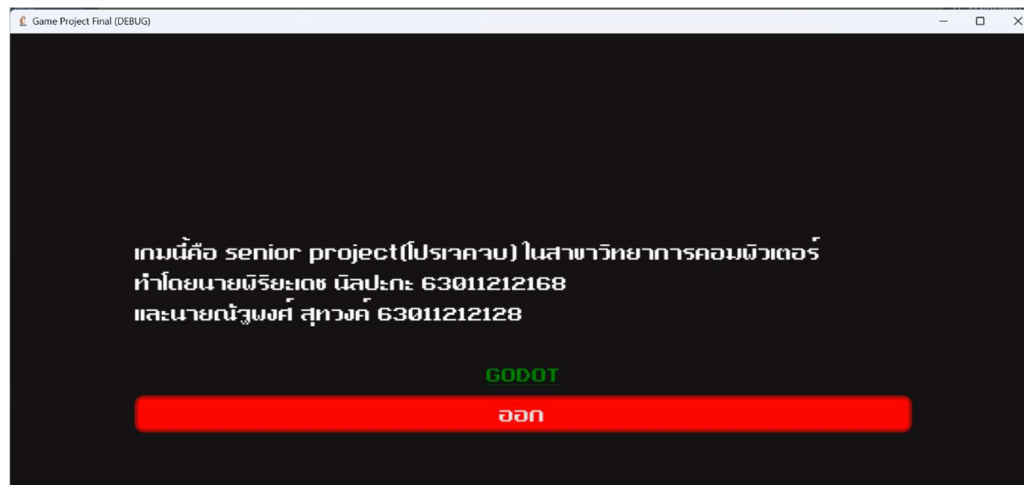 Game Project Final (DEBUG)
เกมนี้คือ senior project(โปรเจคจบ) ในสาขาวิทยาการคอมพิวเตอร์
ทำโดยนายพิริยะเดช นิลปะกะ 63011212168
และนายณัฐพงศ์ สุทวงค์ 63011212128
GODOT
ออก